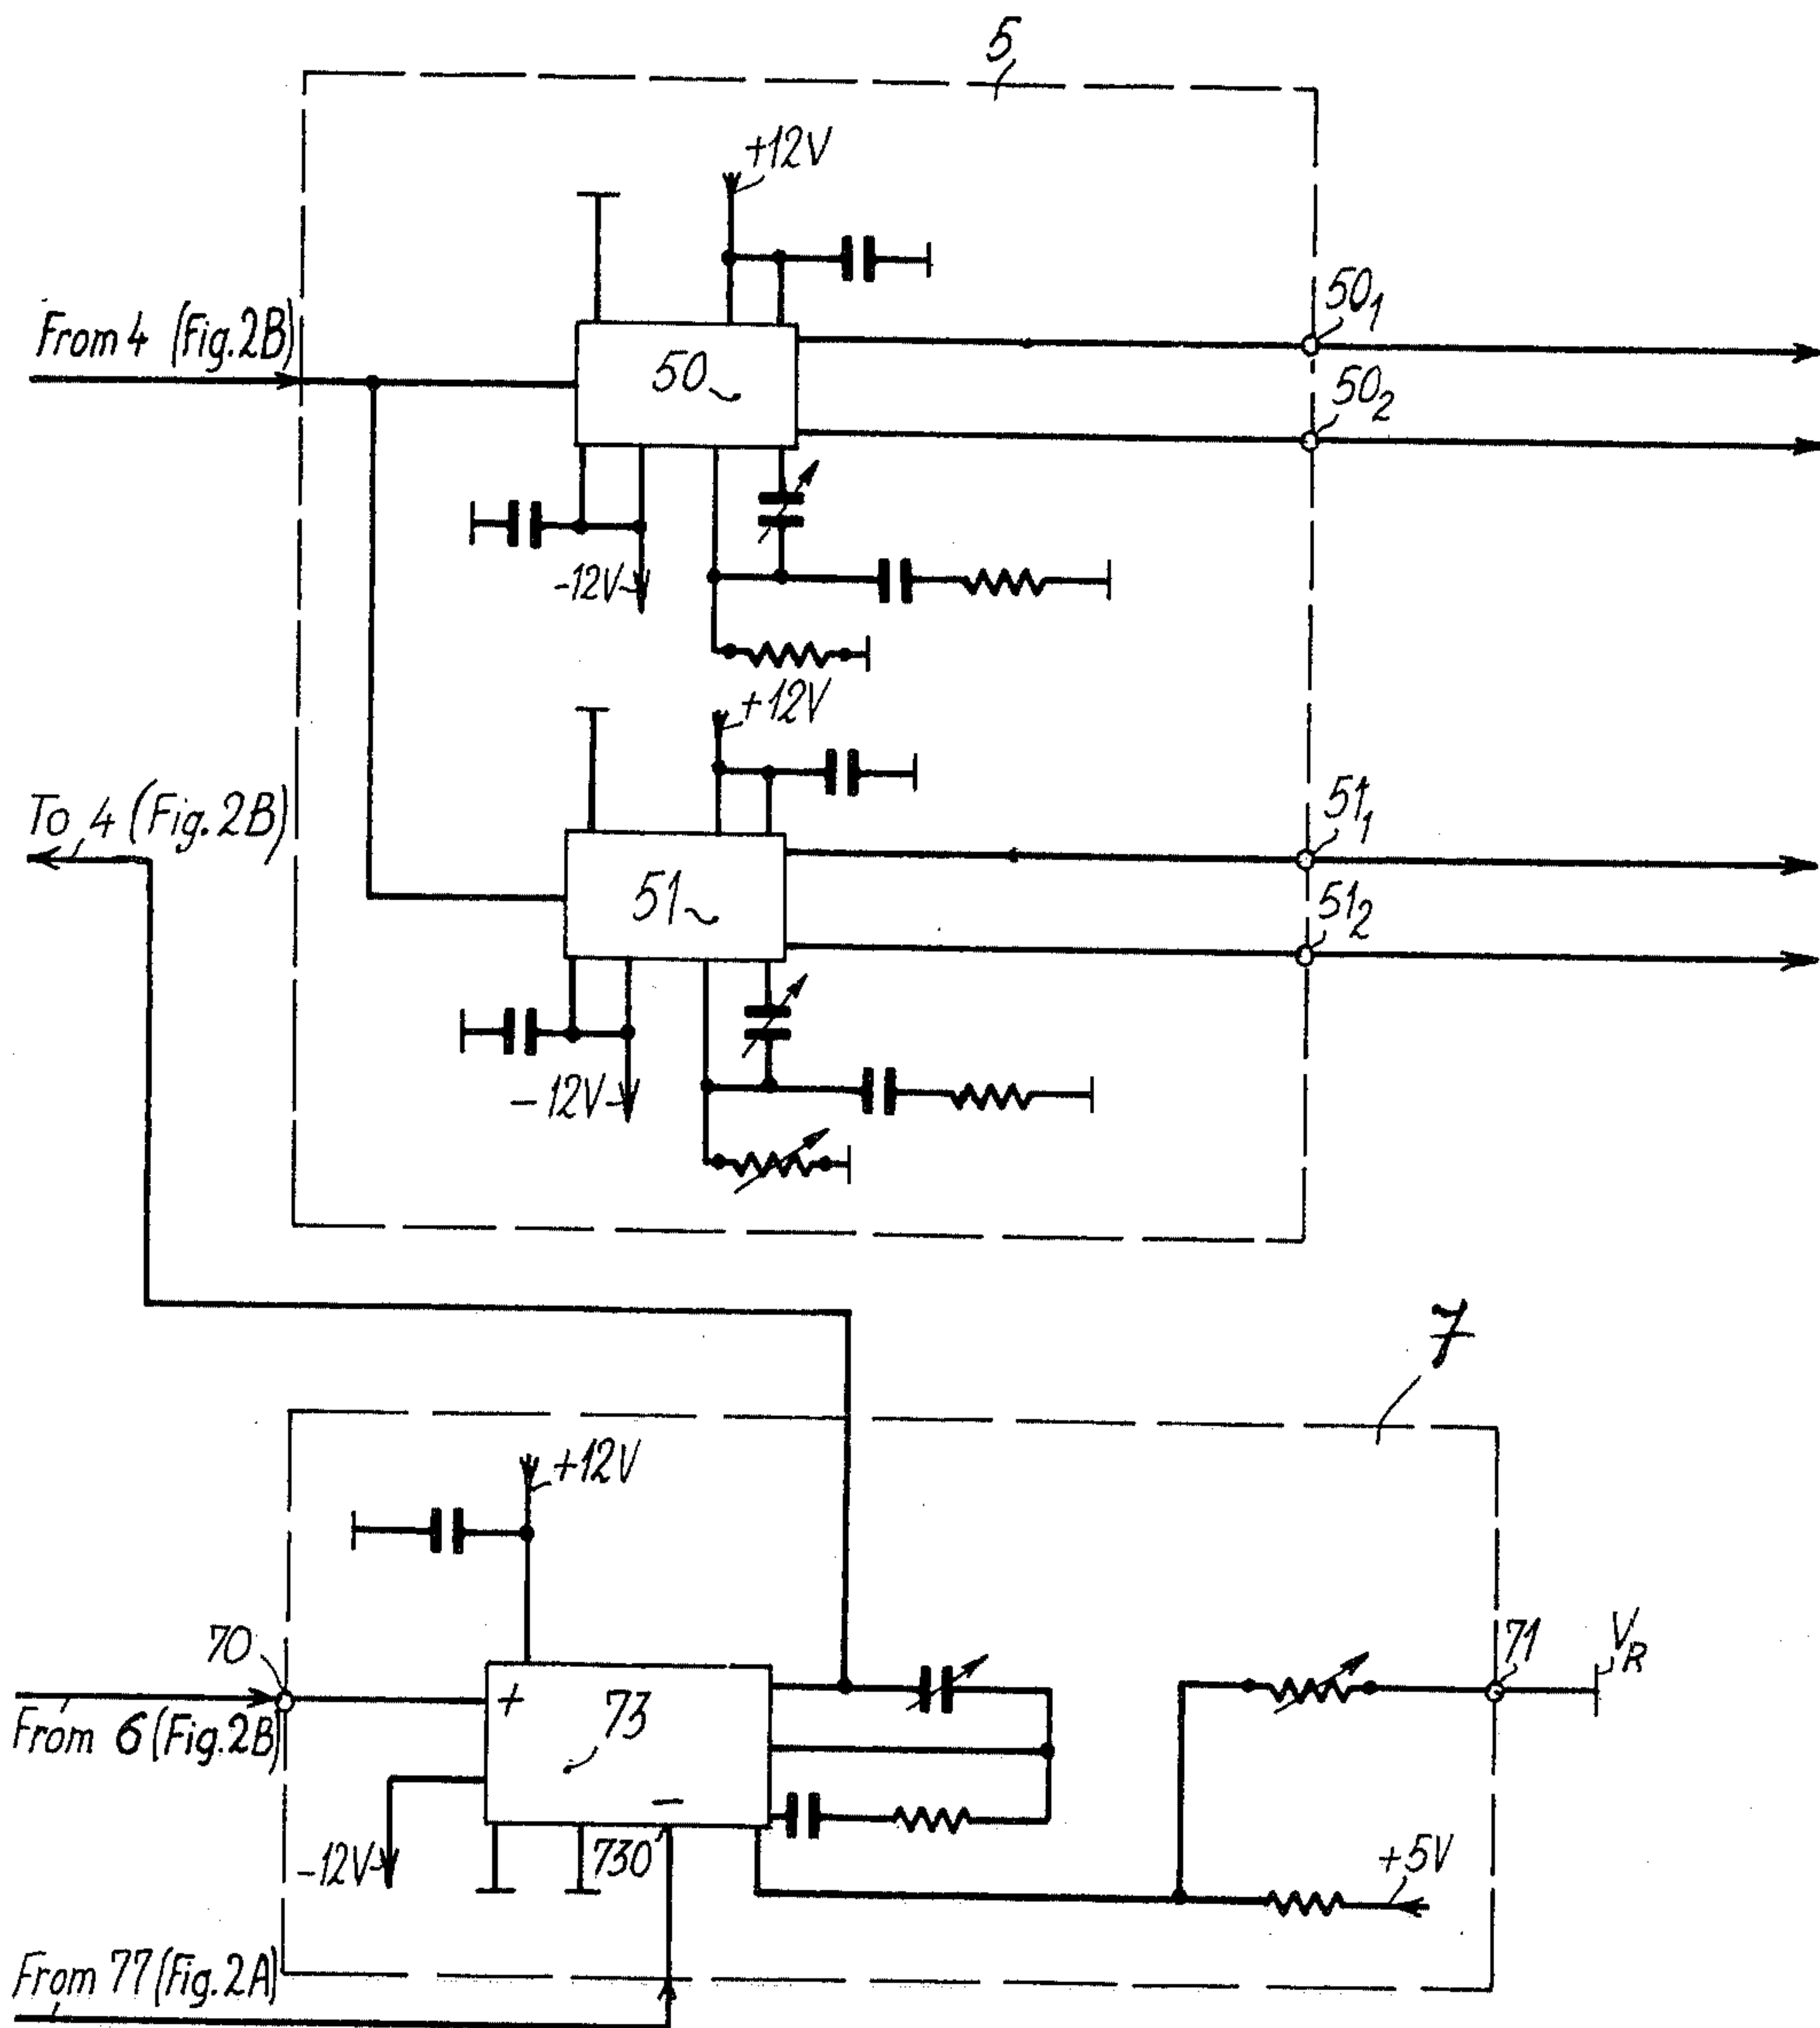 5
+12V
50₁
From 4 (Fig.2B)
50
50₂
-12V
+12V
To 4 (Fig.2B)
51₁
51
51₂
-12V
7
+12V
70
71
V_R
+
73
From 6 (Fig.2B)
-
730
-12V
+5V
From 77 (Fig.2A)